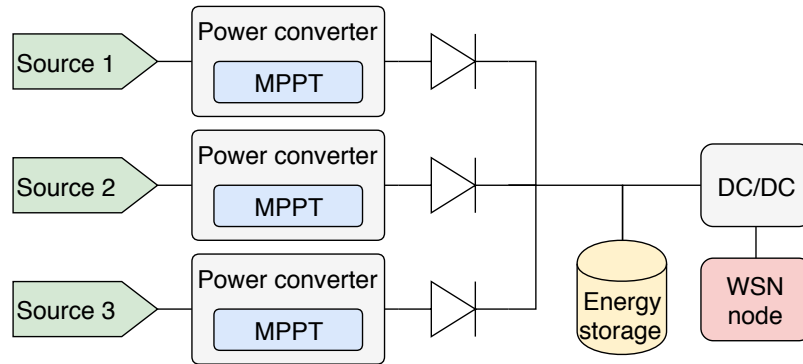 Source 1
Power converter
MPPT
Source 2
Power converter
MPPT
DC/DC
Source 3
Power converter
MPPT
Energy
storage
WSN
node